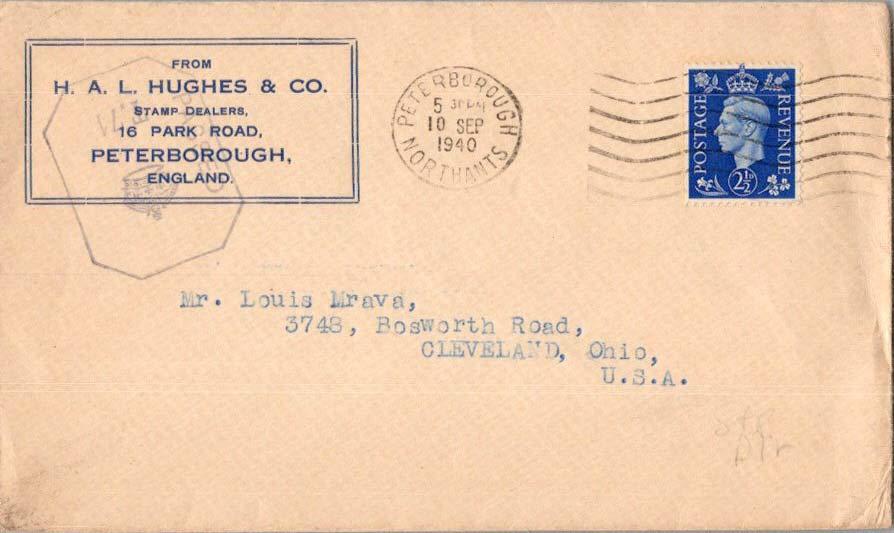 FROM
H. A. L. HUGHES & CO.
STAMP DEALERS,
16 PARK ROAD,
PETERBOROUGH,
ENGLAND.
PETERBOROUGH
5 30 PM
10 SEP
1940
NORTHANTS
POSTAGE
REVENUE
2½D
Mr. Louis Mrava,
3748, Bosworth Road,
CLEVELAND, Ohio,
U.S.A.